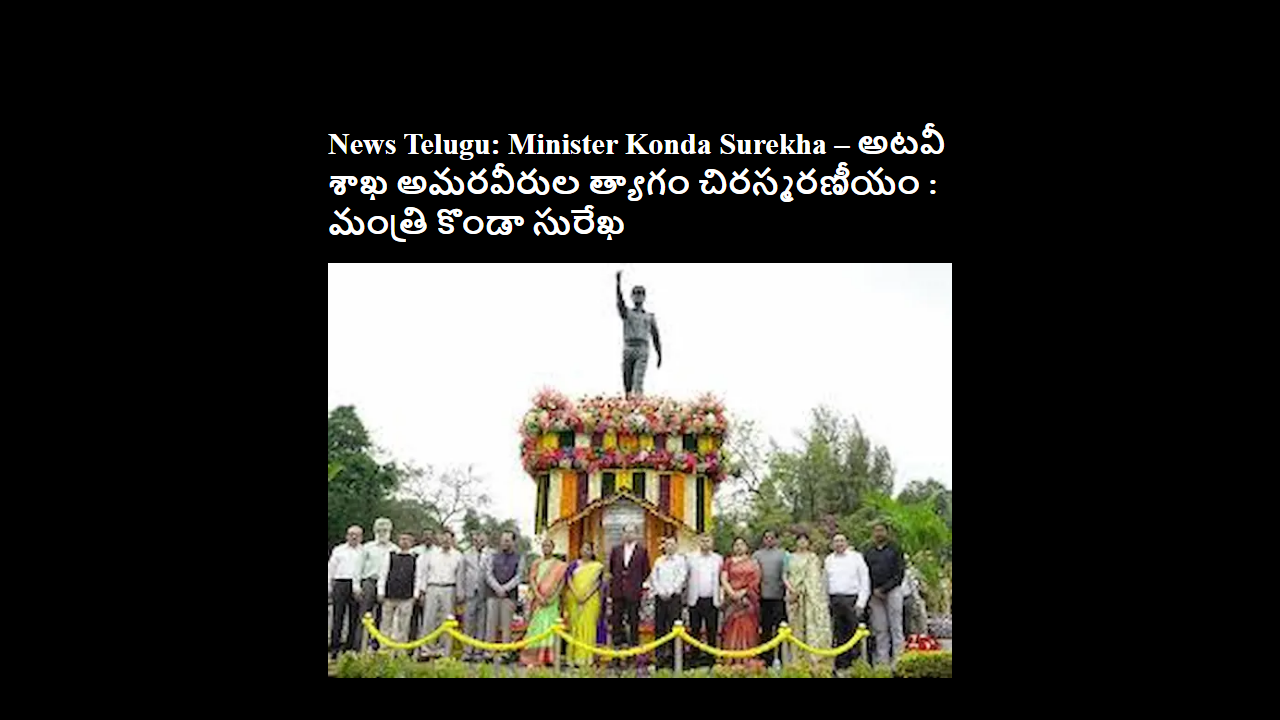 News Telugu: Minister Konda Surekha – అటవీ
శాఖ అమరవీరుల త్యాగం చిరస్మరణీయం :
మంత్రి కొండా సురేఖ